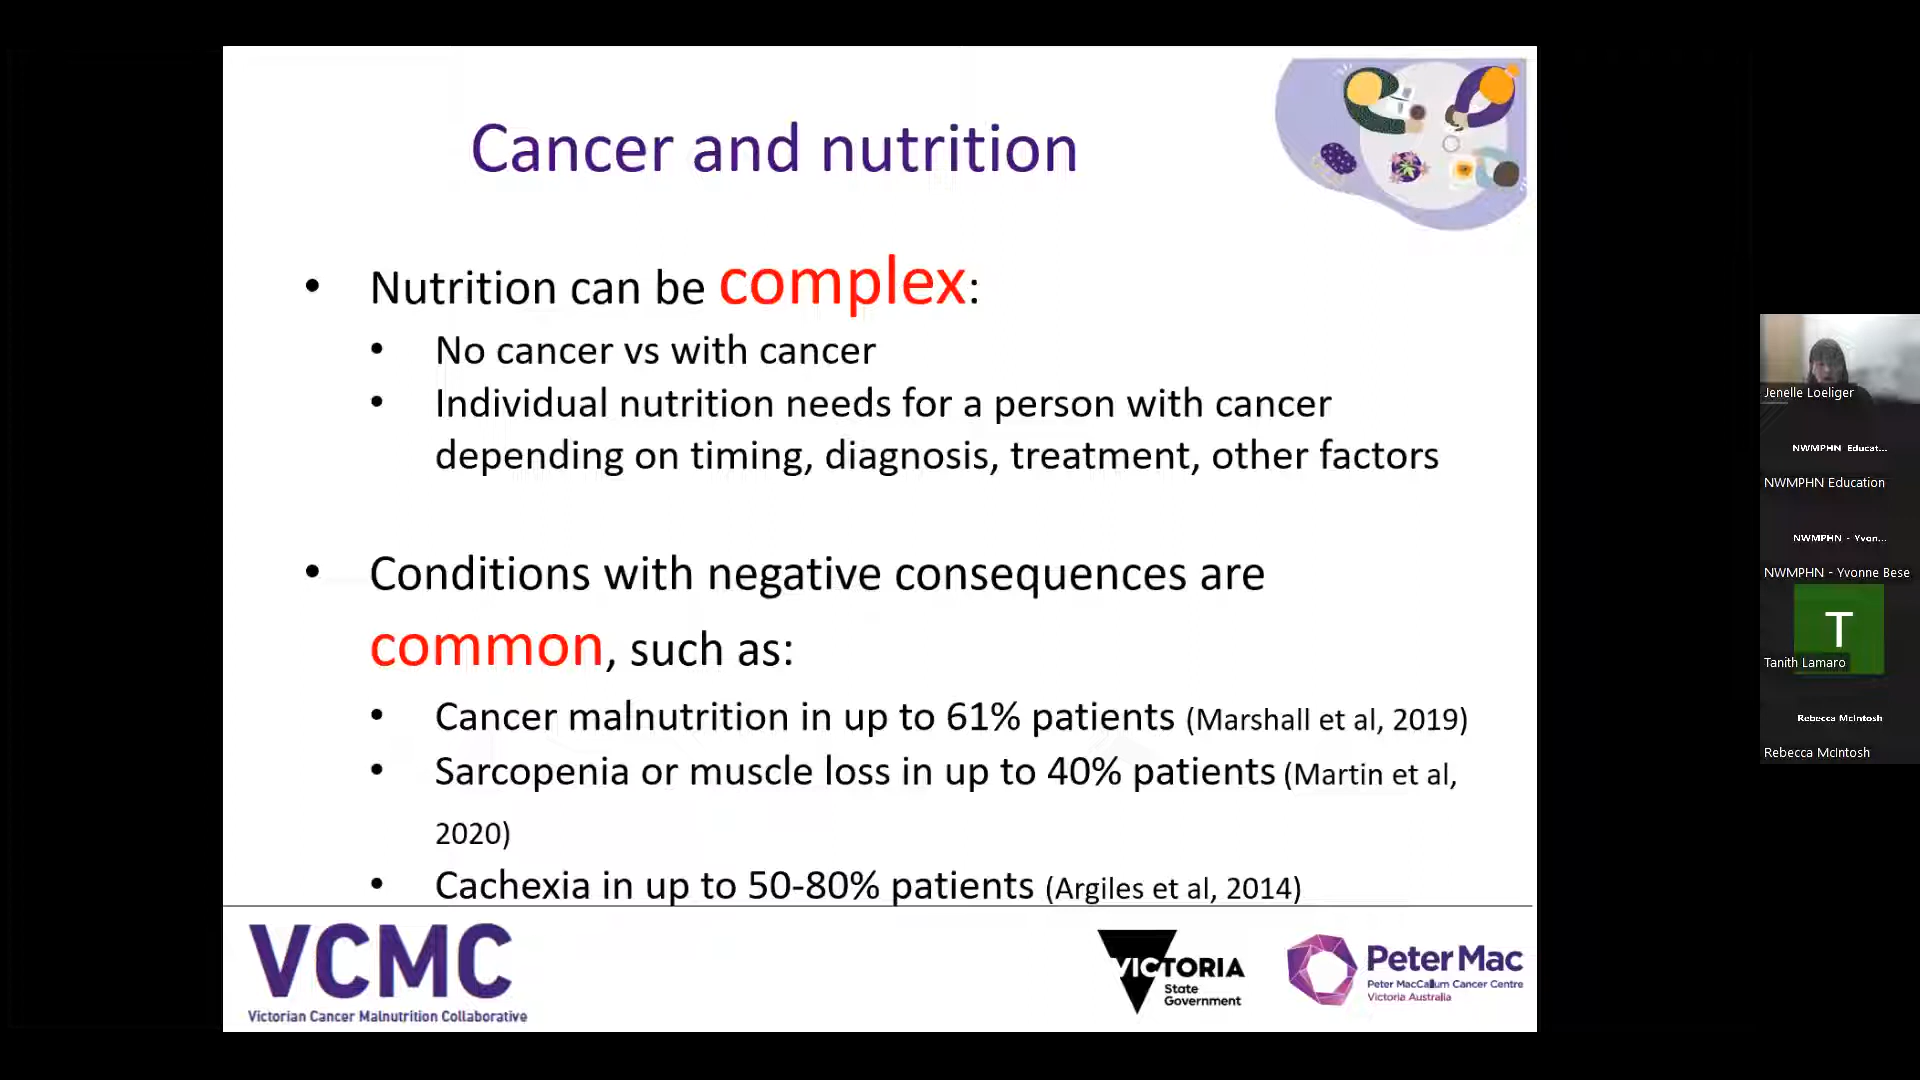 Cancer and nutrition
• Nutrition can be complex:
• No cancer vs with cancer
• Individual nutrition needs for a person with cancer
depending on timing, diagnosis, treatment, other factors
• Conditions with negative consequences are
common, such as:
• Cancer malnutrition in up to 61% patients (Marshall et al, 2019)
• Sarcopenia or muscle loss in up to 40% patients (Martin et al,
2020)
• Cachexia in up to 50-80% patients (Argiles et al, 2014)
VCMC
Victorian Cancer Malnutrition Collaborative
VICTORIA
State
Government
Peter Mac
Peter MacCallum Cancer Centre
Victoria Australia
Jenelle Loeliger
NWMPHN Educat...
NWMPHN Education
NWMPHN - Yvon...
NWMPHN - Yvonne Bese
T
Tanith Lamaro
Rebecca McIntosh
Rebecca McIntosh